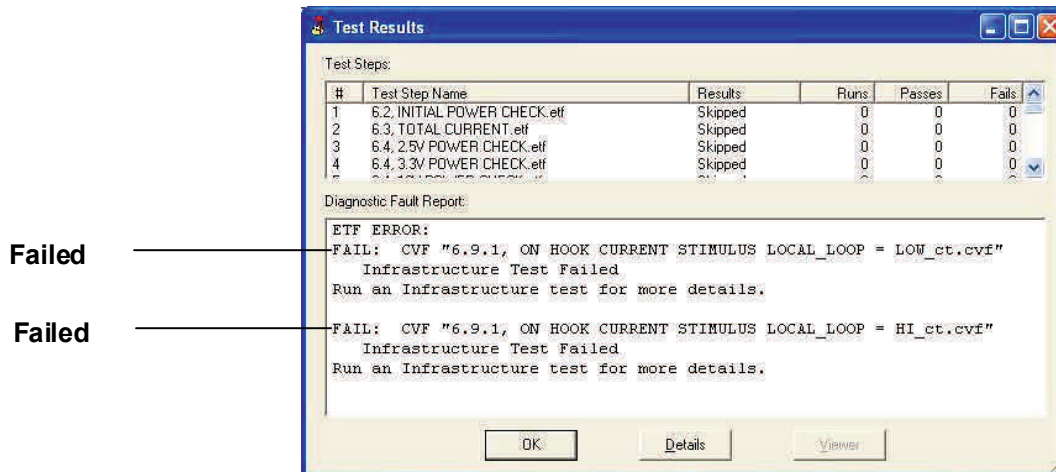 Test Results
Test Steps:
# Test Step Name Results Runs Passes Fails
1 6.2, INITIAL POWER CHECK.etf Skipped 0 0 0
2 6.3, TOTAL CURRENT.etf Skipped 0 0 0
3 6.4, 2.5V POWER CHECK.etf Skipped 0 0 0
4 6.4, 3.3V POWER CHECK.etf Skipped 0 0 0
Diagnostic Fault Report:
ETF ERROR:
Failed
FAIL: CVF "6.9.1, ON HOOK CURRENT STIMULUS LOCAL_LOOP = LOW_ct.cvf"
Infrastructure Test Failed
Run an Infrastructure test for more details.
Failed
FAIL: CVF "6.9.1, ON HOOK CURRENT STIMULUS LOCAL_LOOP = HI_ct.cvf"
Infrastructure Test Failed
Run an Infrastructure test for more details.
OK Details Viewer